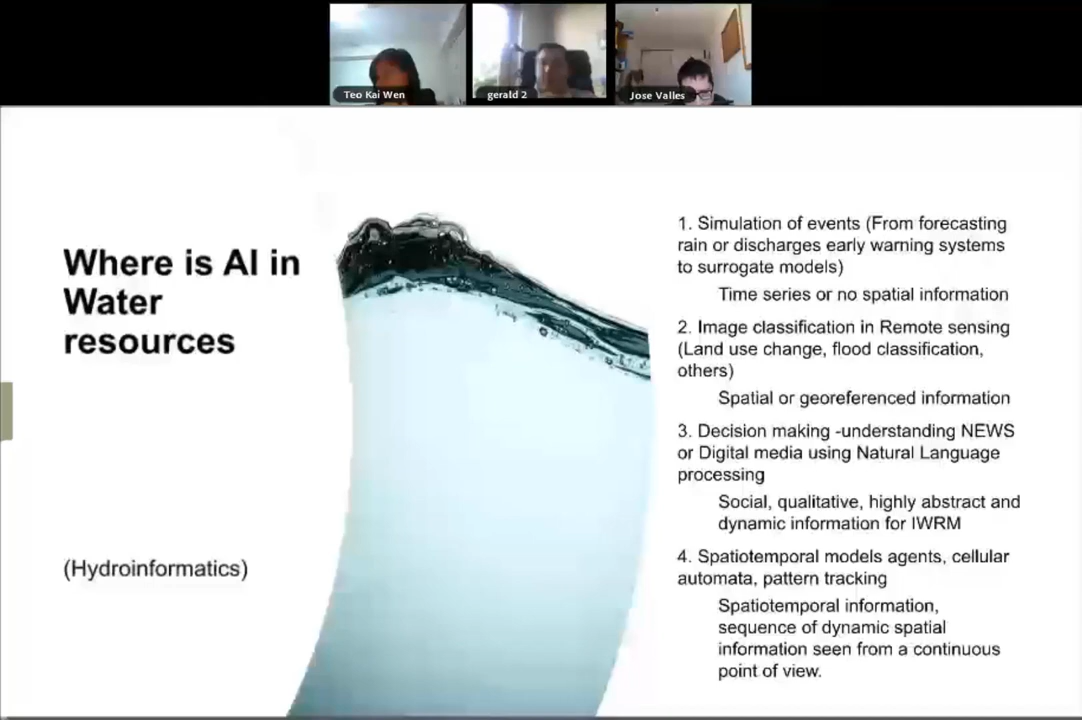 Teo Kai Wen
gerald 2
Jose Valles
Where is AI in
Water
resources
(Hydroinformatics)
1. Simulation of events (From forecasting
rain or discharges early warning systems
to surrogate models)
Time series or no spatial information
2. Image classification in Remote sensing
(Land use change, flood classification,
others)
Spatial or georeferenced information
3. Decision making -understanding NEWS
or Digital media using Natural Language
processing
Social, qualitative, highly abstract and
dynamic information for IWRM
4. Spatiotemporal models agents, cellular
automata, pattern tracking
Spatiotemporal information,
sequence of dynamic spatial
information seen from a continuous
point of view.